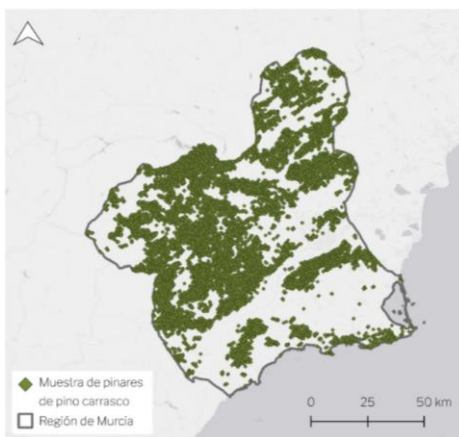 Muestra de pinares
de pino carrasco
Región de Murcia
0 25 50 km